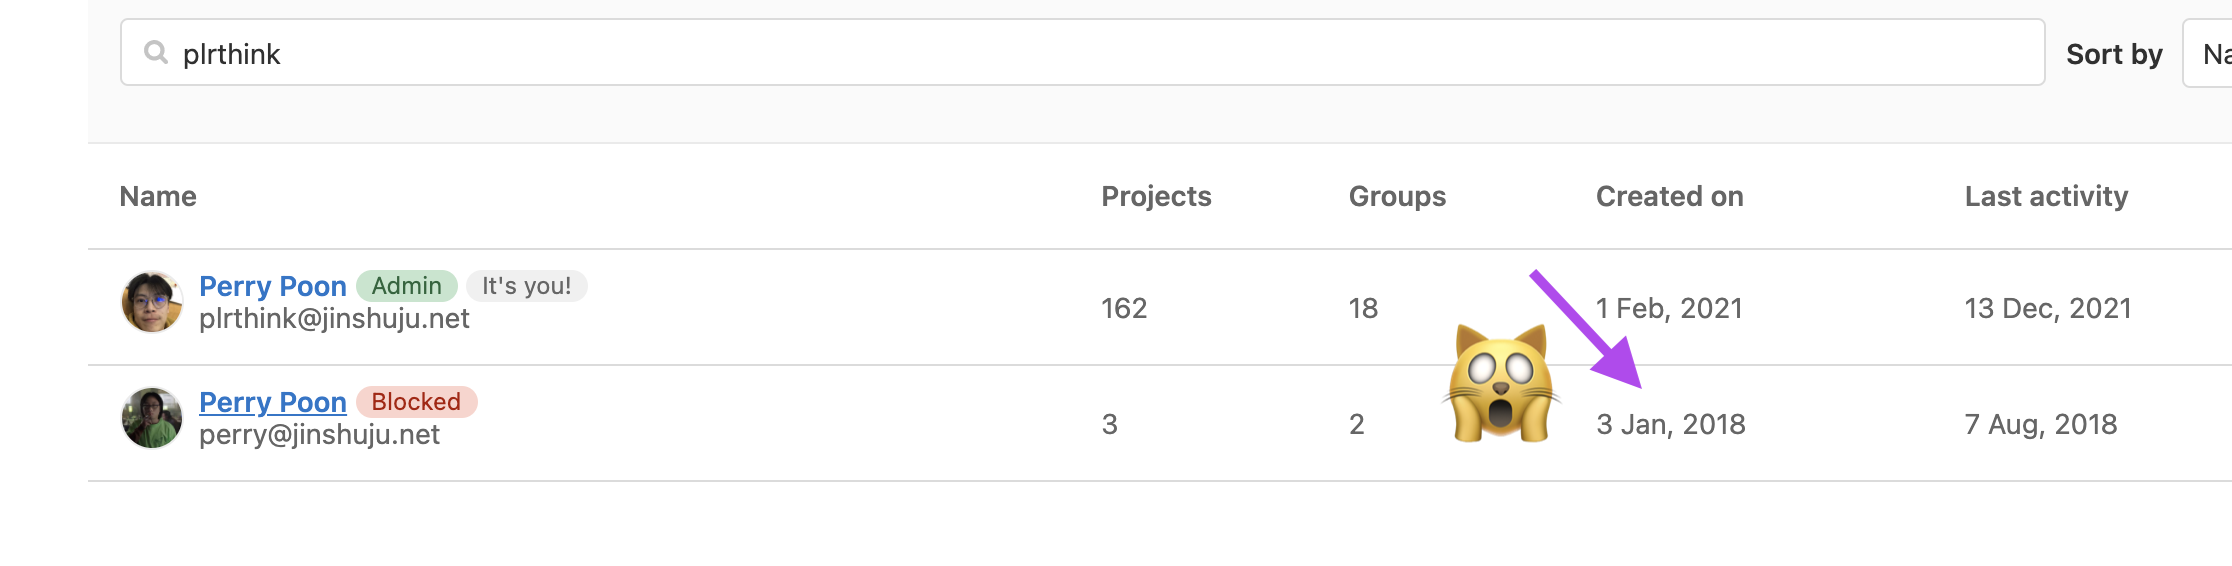 plrthink Sort by Na
Name Projects Groups Created on Last activity
Perry Poon Admin It's you!
plrthink@jinshuju.net 162 18 1 Feb, 2021 13 Dec, 2021
Perry Poon Blocked
perry@jinshuju.net 3 2 3 Jan, 2018 7 Aug, 2018